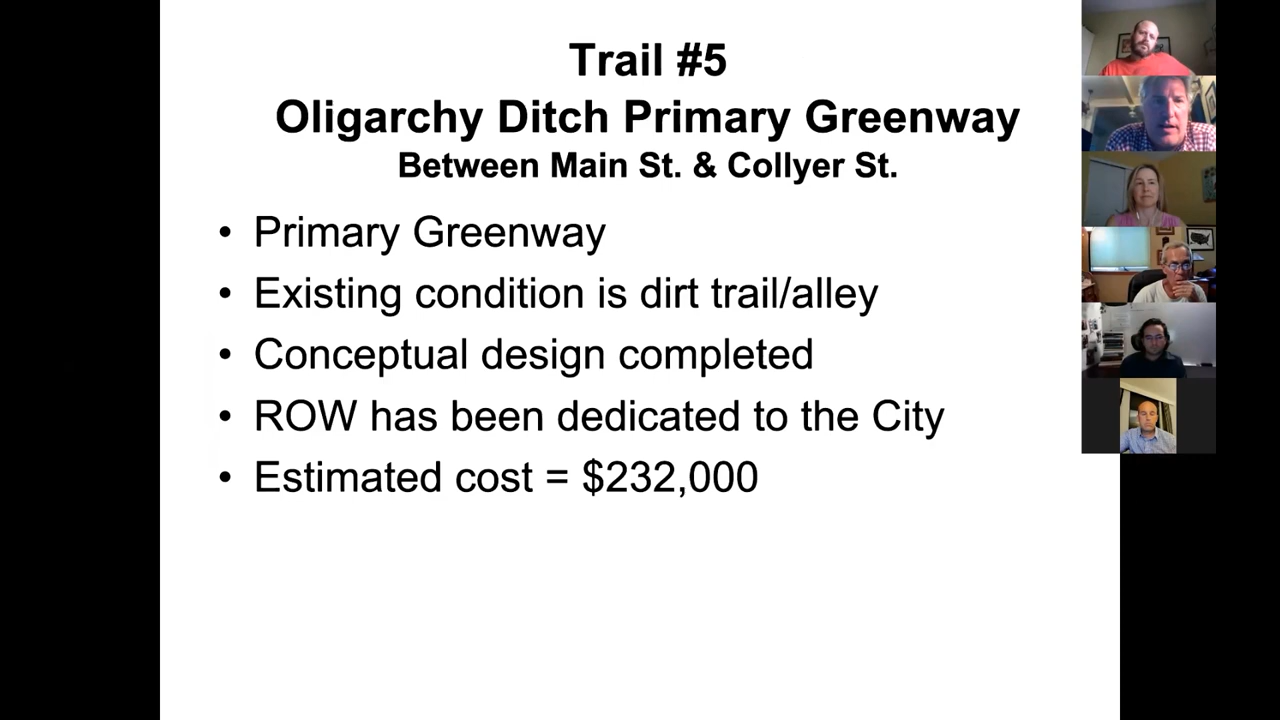 Trail #5
Oligarchy Ditch Primary Greenway
Between Main St. & Collyer St.
• Primary Greenway
• Existing condition is dirt trail/alley
• Conceptual design completed
• ROW has been dedicated to the City
• Estimated cost = $232,000